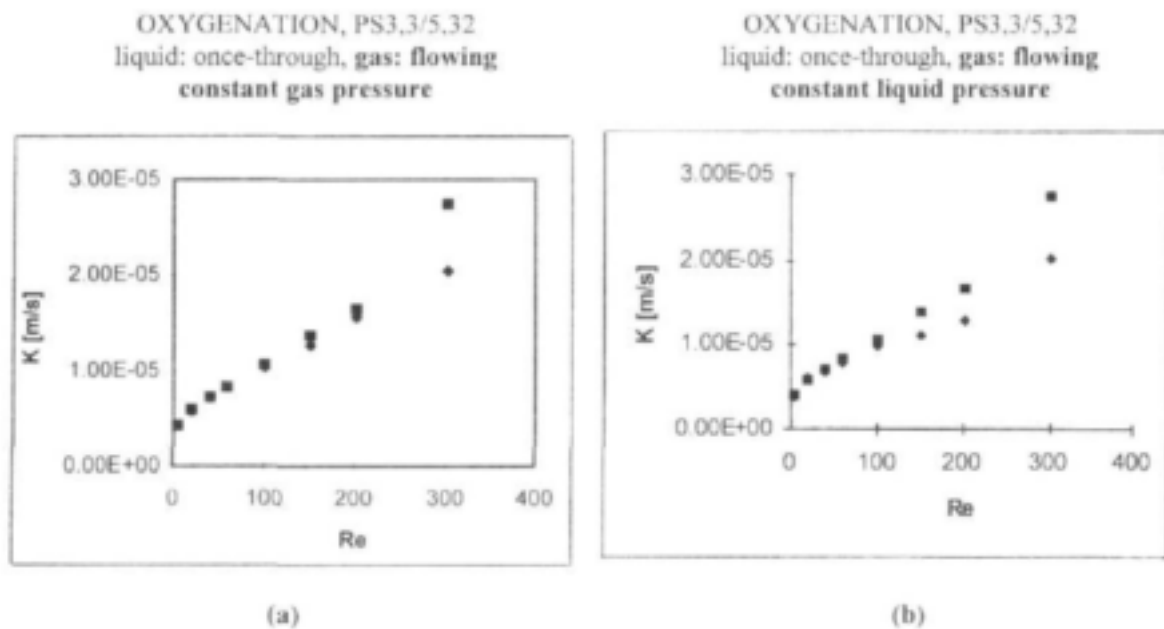 OXYGENATION, PS3,3/5,32
liquid: once-through, gas: flowing
constant gas pressure
3.00E-05
2.00E-05
1.00E-05
0.00E+00
K [m/s]
0 100 200 300 400
Re
(a)
OXYGENATION, PS3,3/5,32
liquid: once-through, gas: flowing
constant liquid pressure
3.00E-05
2.00E-05
1.00E-05
0.00E+00
K [m/s]
0 100 200 300 400
Re
(b)